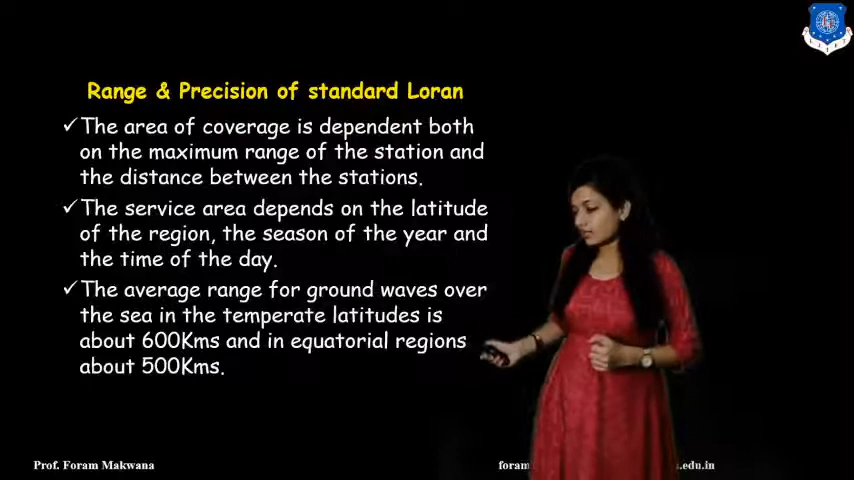 Range & Precision of standard Loran
✓The area of coverage is dependent both
on the maximum range of the station and
the distance between the stations.
✓The service area depends on the latitude
of the region, the season of the year and
the time of the day.
✓The average range for ground waves over
the sea in the temperate latitudes is
about 600Kms and in equatorial regions
about 500Kms.
Prof. Foram Makwana
foram
.edu.in